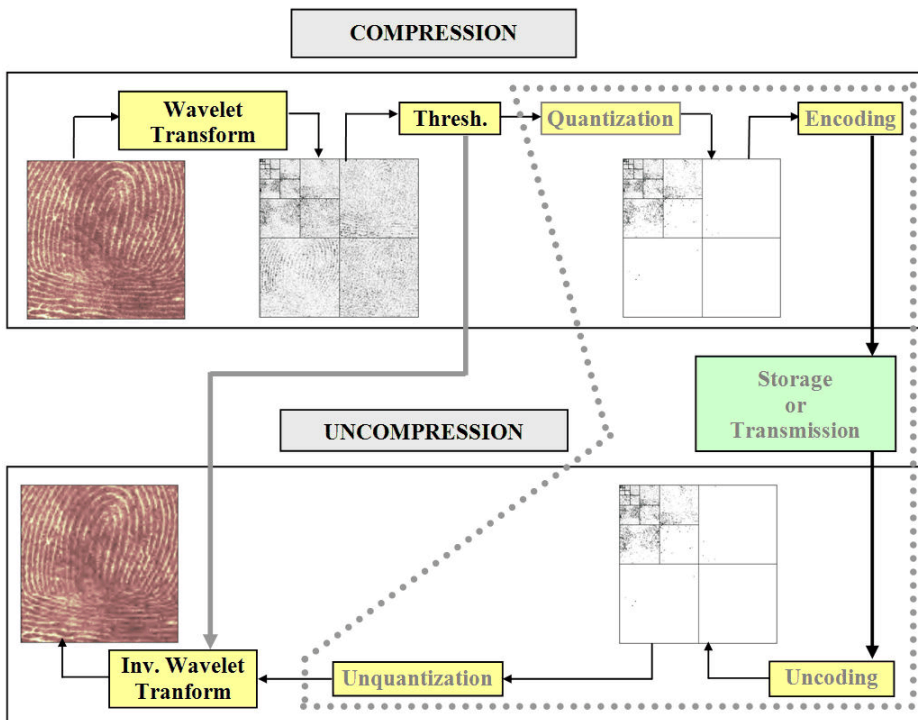 COMPRESSION
Wavelet
Transform
Thresh.
Quantization
Encoding
Storage
or
Transmission
UNCOMPRESSION
Inv. Wavelet
Tranform
Unquantization
Uncoding